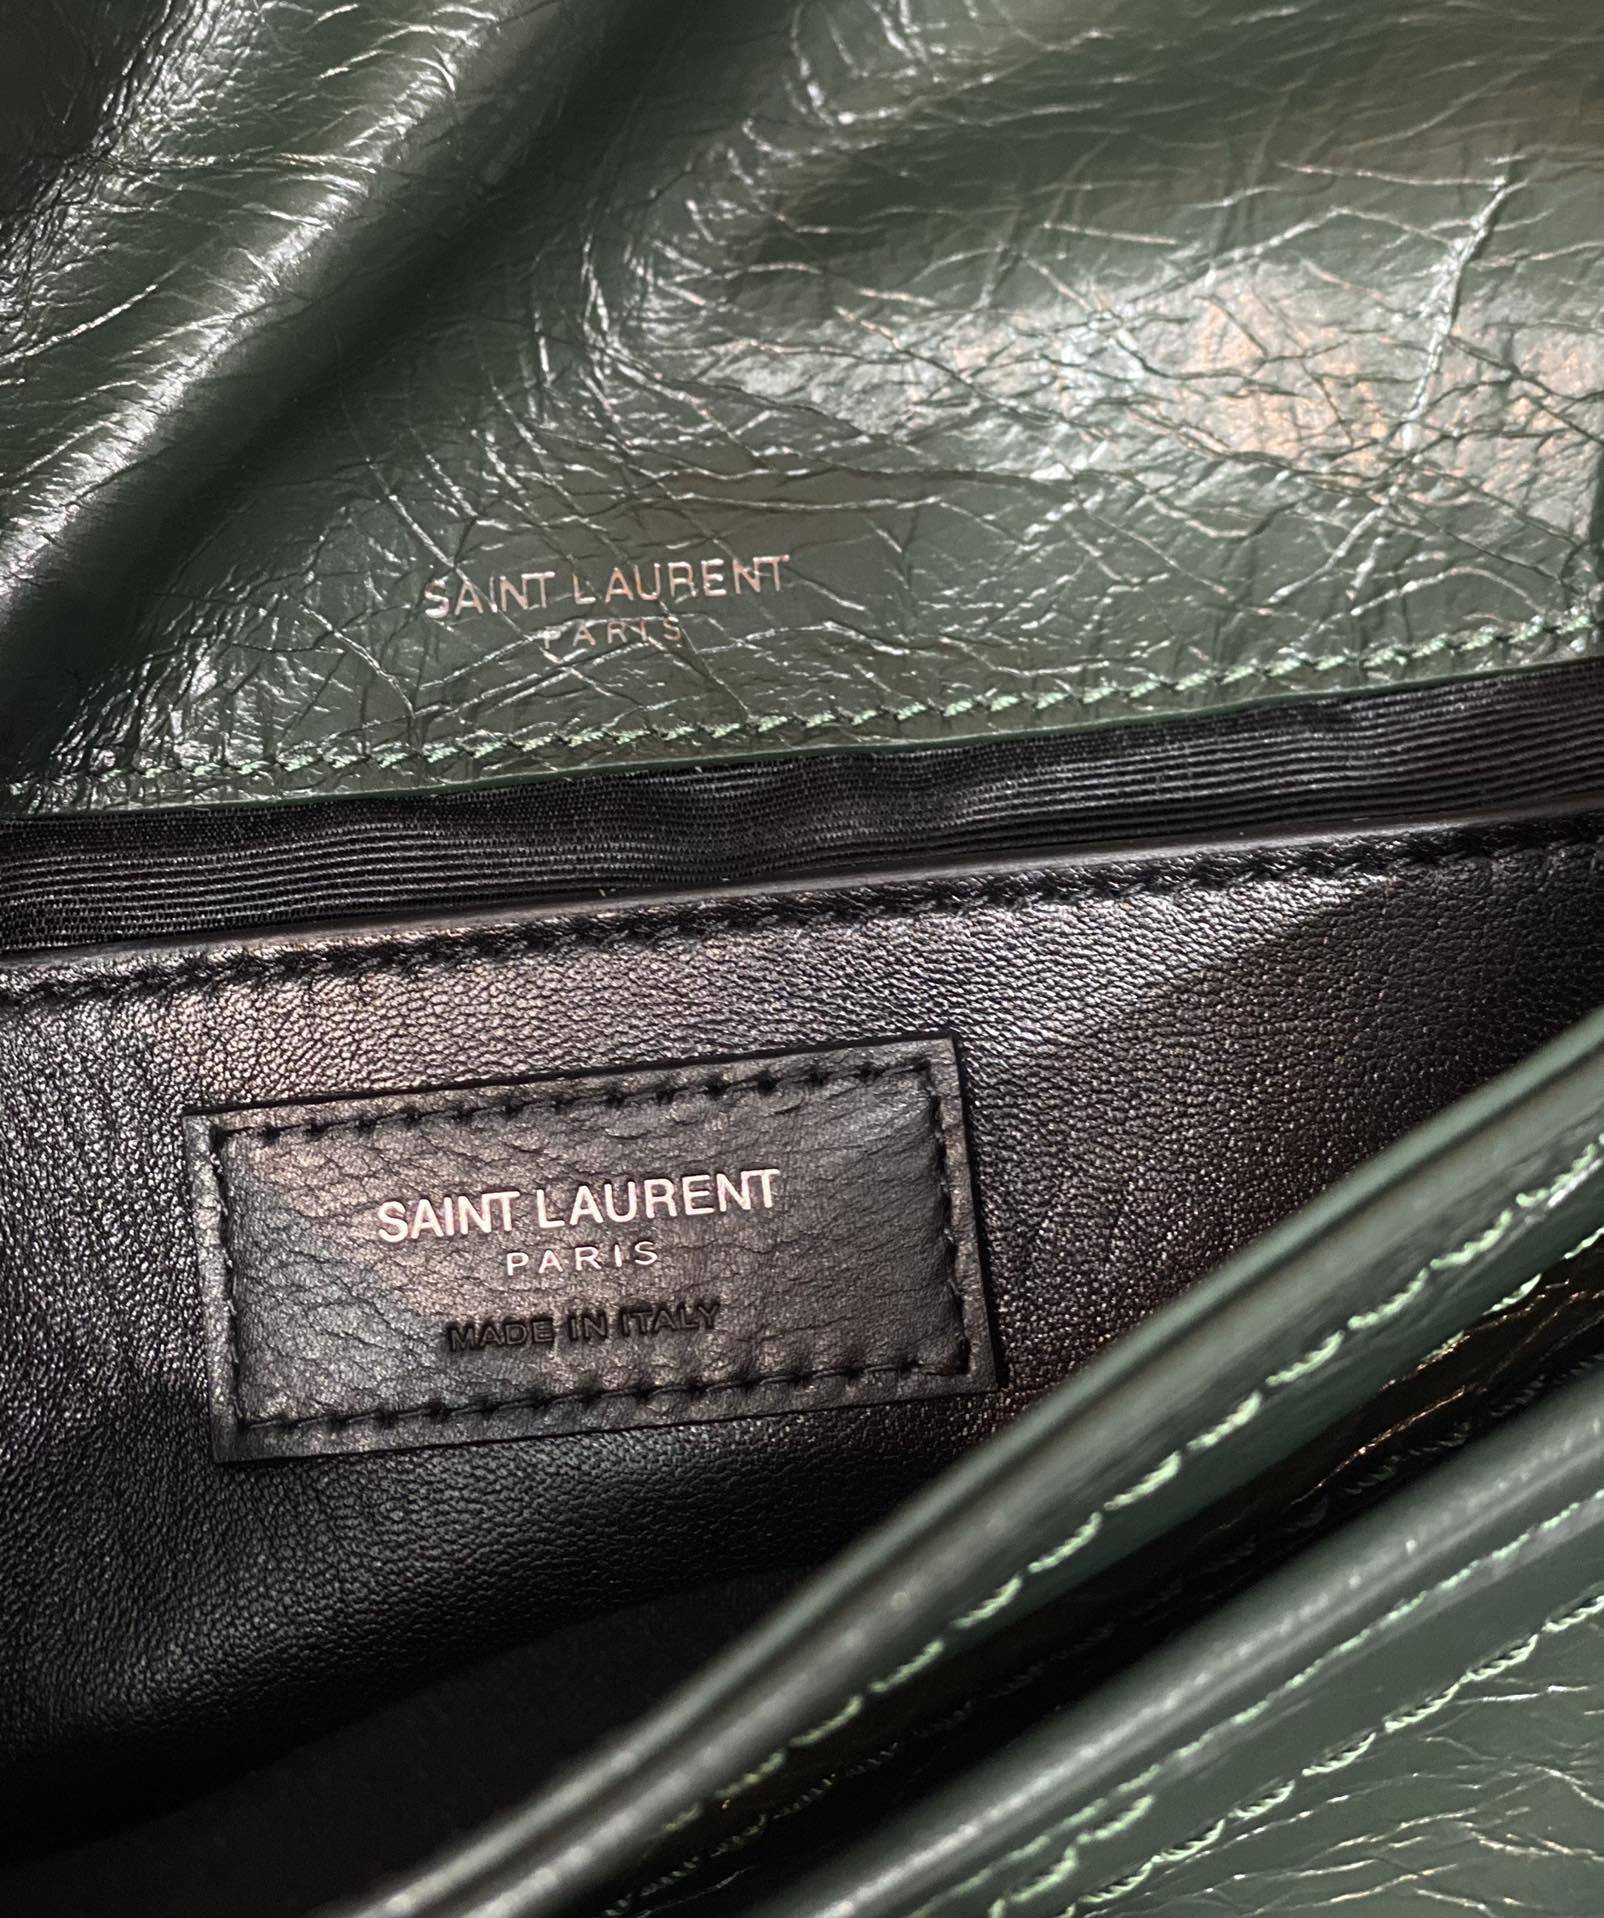 SAINT LAURENT
PARIS
SAINT LAURENT
PARIS
MADE IN ITALY